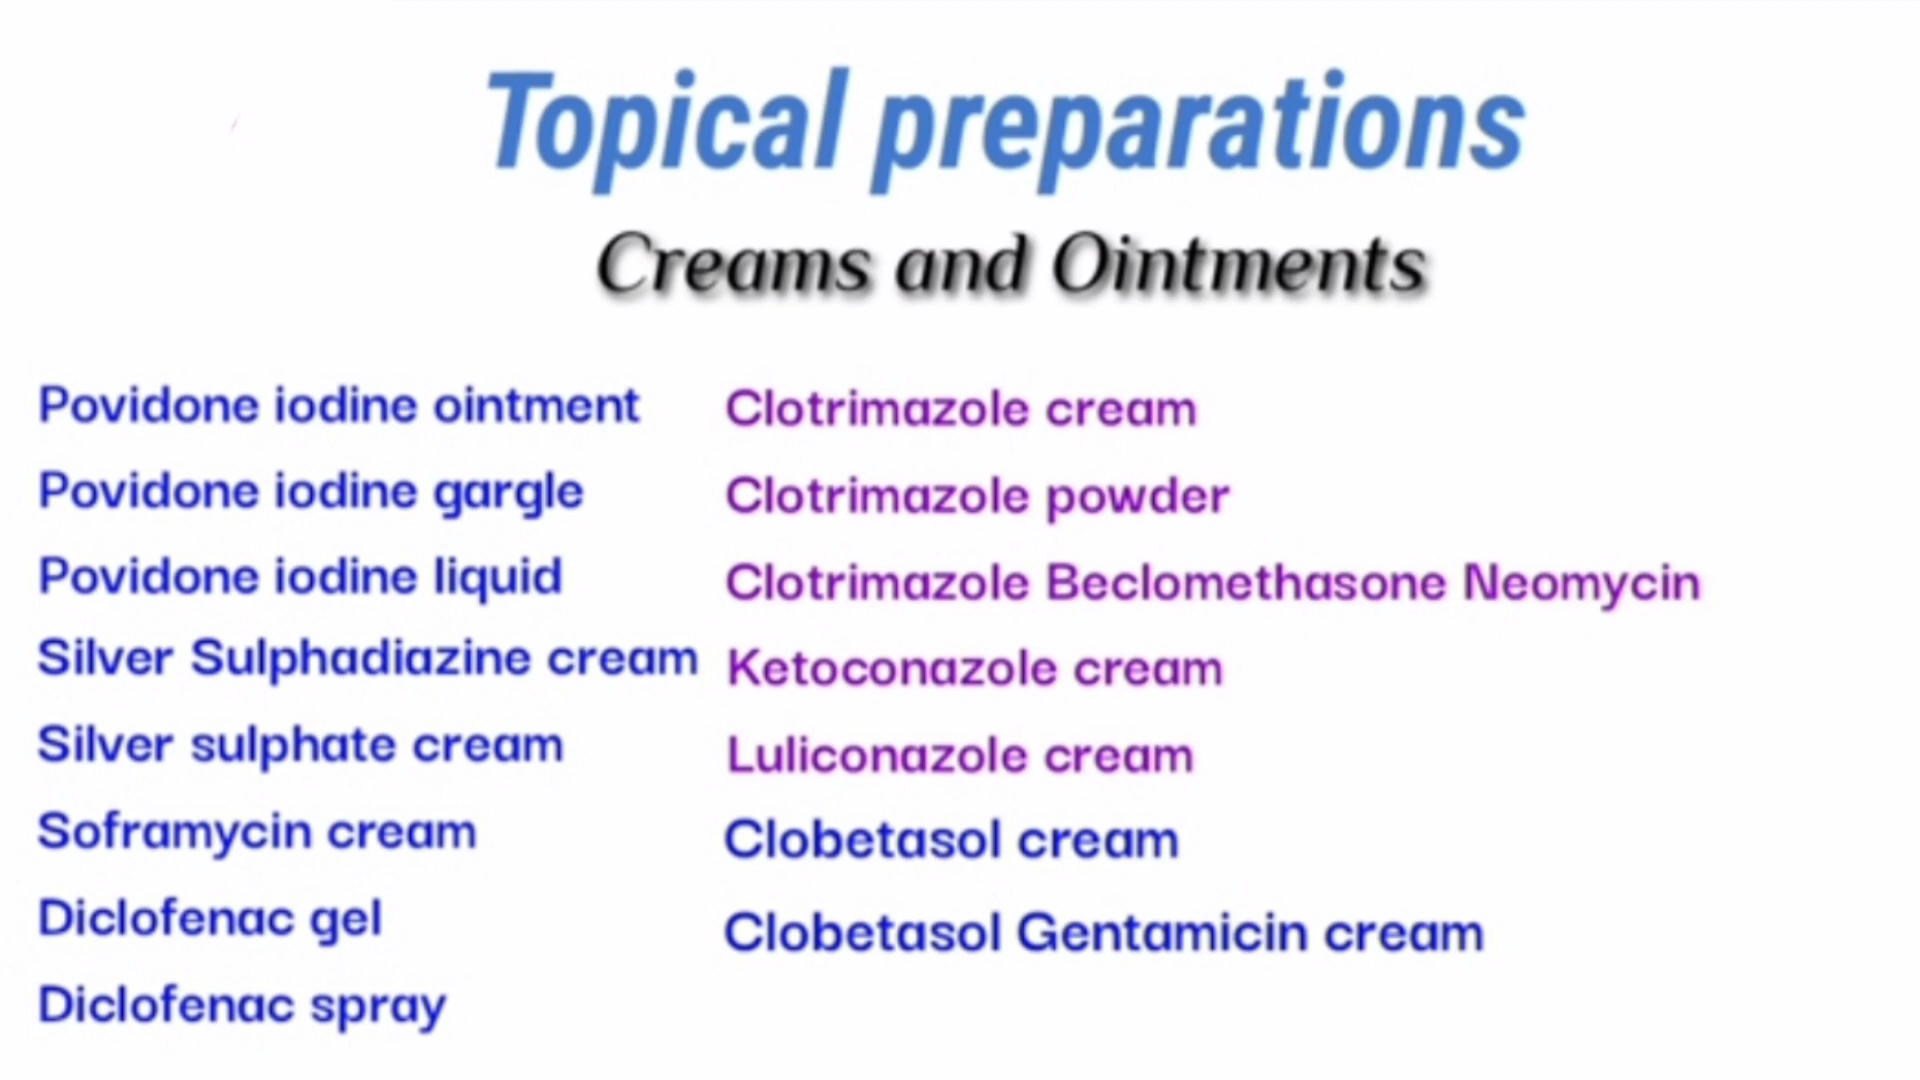 Topical preparations
Creams and Ointments
Povidone iodine ointment
Povidone iodine gargle
Povidone iodine liquid
Silver Sulphadiazine cream
Silver sulphate cream
Soframycin cream
Diclofenac gel
Diclofenac spray
Clotrimazole cream
Clotrimazole powder
Clotrimazole Beclomethasone Neomycin
Ketoconazole cream
Luliconazole cream
Clobetasol cream
Clobetasol Gentamicin cream